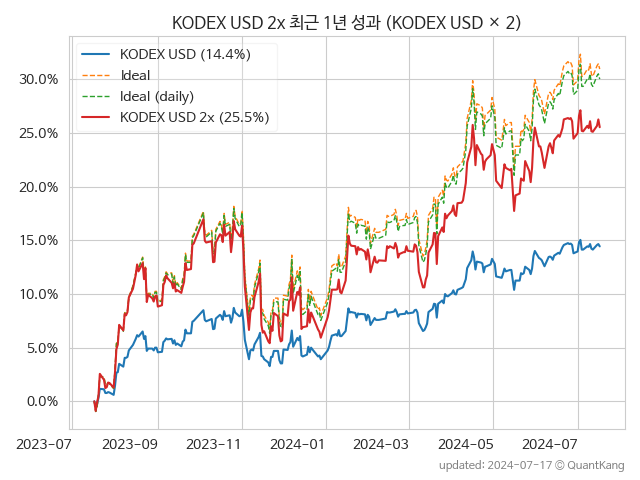 KODEX USD 2x 최근 1년 성과 (KODEX USD × 2)
KODEX USD (14.4%)
Ideal
Ideal (daily)
KODEX USD 2x (25.5%)
30.0%
25.0%
20.0%
15.0%
10.0%
5.0%
0.0%
2023-07
2023-09
2023-11
2024-01
2024-03
2024-05
2024-07
updated: 2024-07-17 © QuantKang